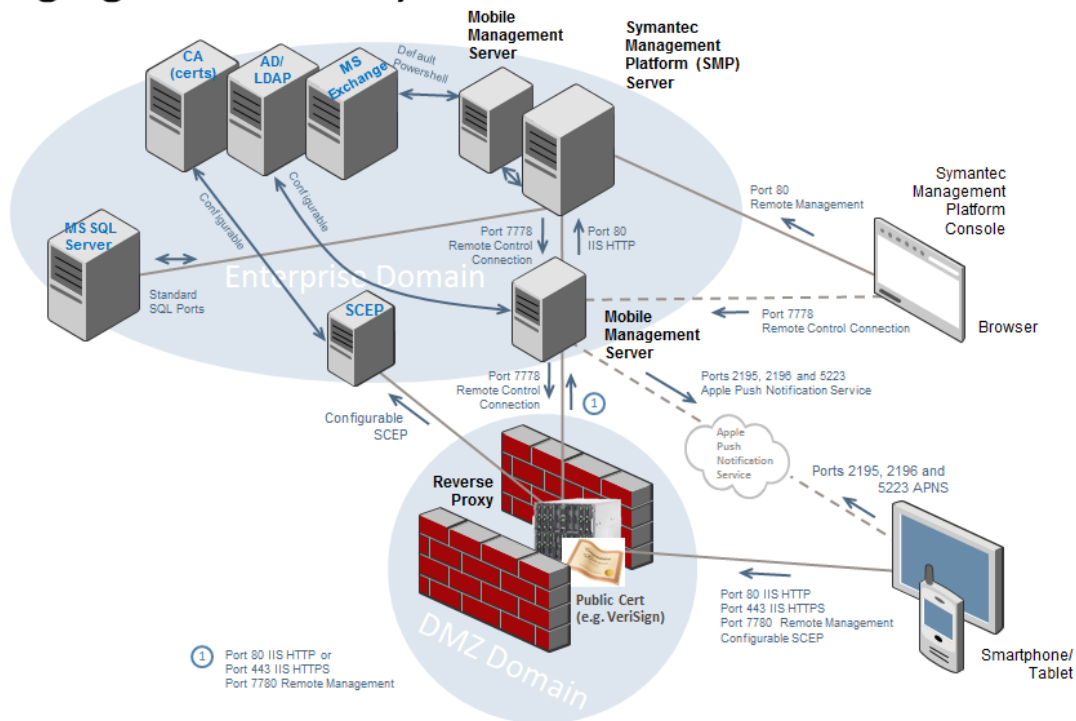 Mobile
Management
Server
Symantec
Management
Platform (SMP)
Server
CA
(certs)
AD/
LDAP
MS
Exchange
Default
Powershell
Symantec
Management
Platform
Console
Port 80
Remote Management
Configurable
Configurable
MS SQL
Server
Port 7778
Remote Control
Connection
Port 80
IIS HTTP
Enterprise Domain
Standard
SQL Ports
SCEP
Mobile
Management
Server
Port 7778
Remote Control Connection
Browser
Port 7778
Remote Control
Connection
1
Ports 2195, 2196 and 5223
Apple Push Notification Service
Configurable
SCEP
Apple
Push
Notification
Service
Ports 2195, 2196 and
5223 APNS
Reverse
Proxy
Public Cert
(e.g. VeriSign)
DMZ Domain
Port 80 IIS HTTP
Port 443 IIS HTTPS
Port 7780 Remote Management
Configurable SCEP
Smartphone/
Tablet
1 Port 80 IIS HTTP or
Port 443 IIS HTTPS
Port 7780 Remote Management